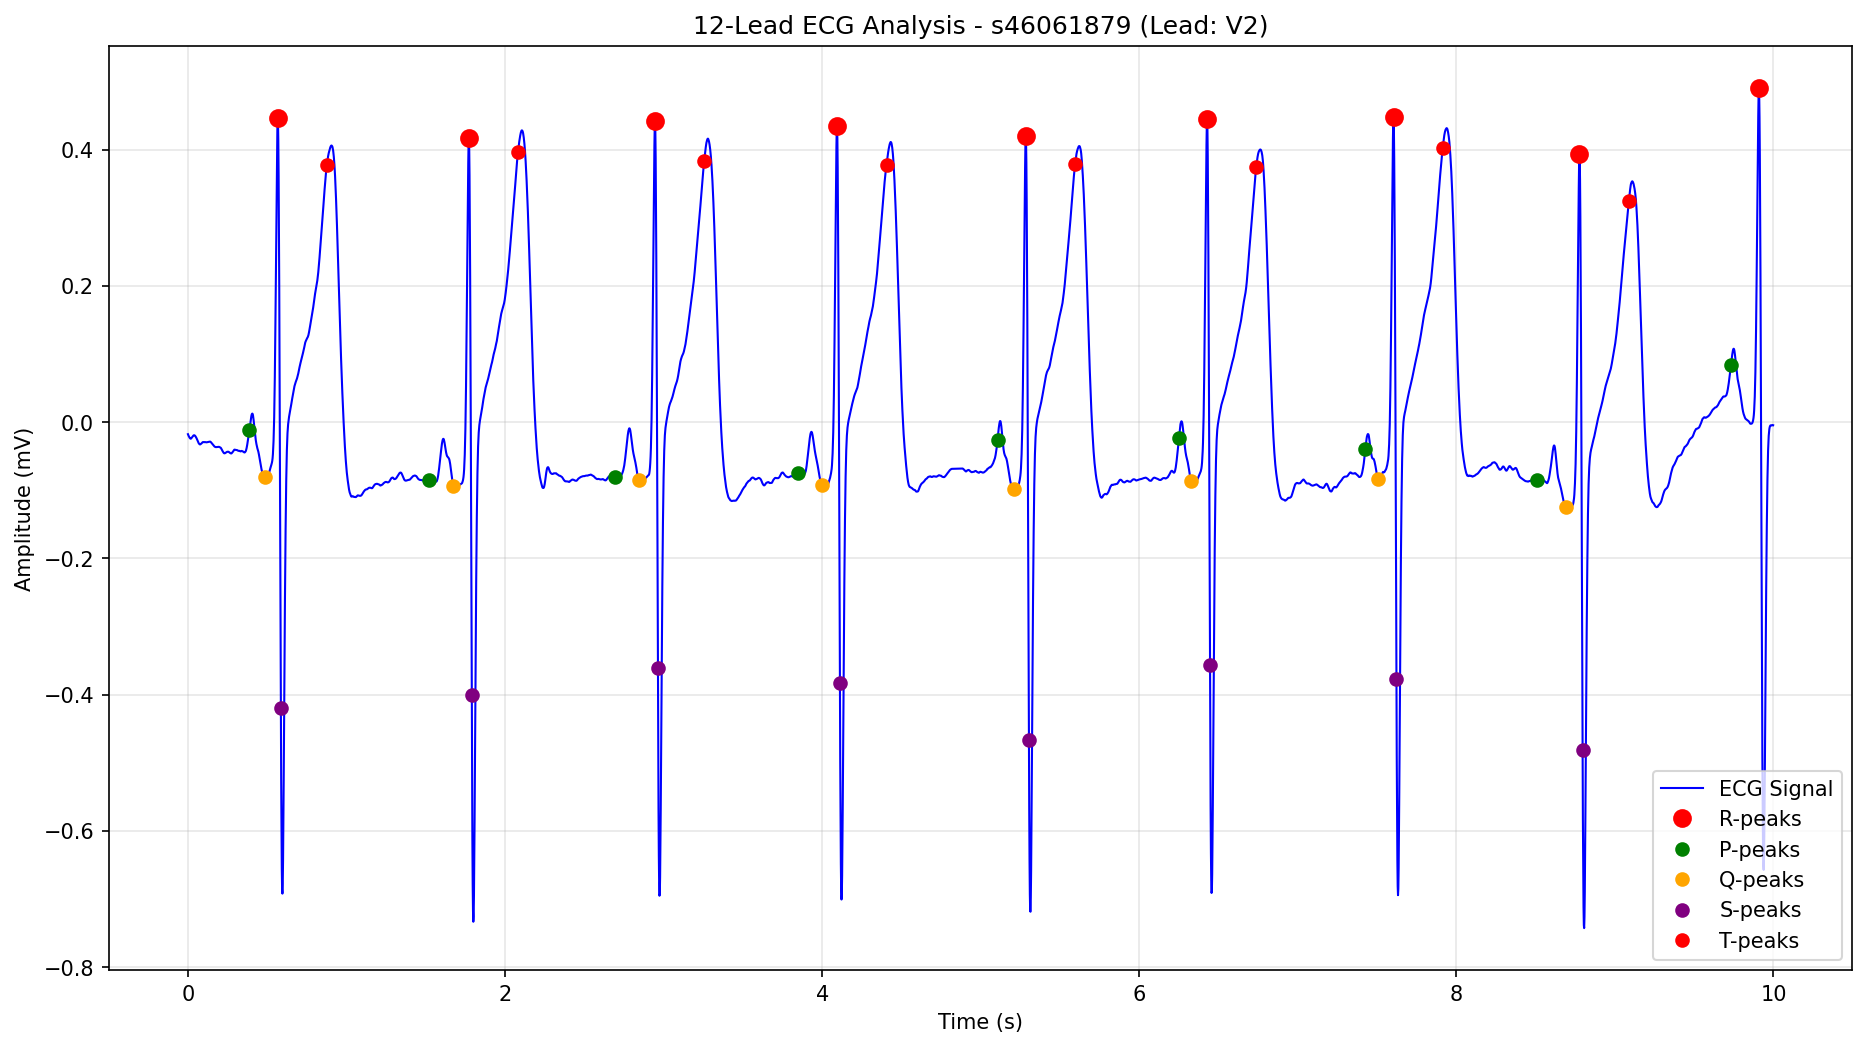 12-Lead ECG Analysis - s46061879 (Lead: V2)
Amplitude (mV)
0.4
0.2
0.0
−0.2
−0.4
−0.6
−0.8
0 2 4 6 8 10
Time (s)
ECG Signal
R-peaks
P-peaks
Q-peaks
S-peaks
T-peaks